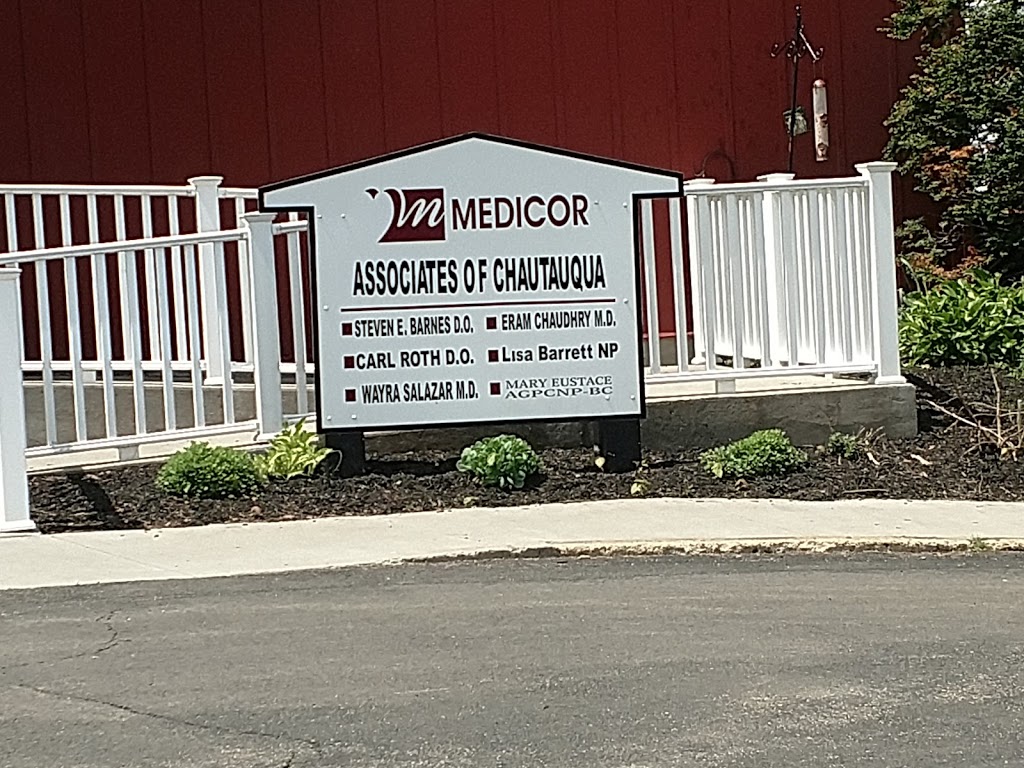 m MEDICOR
ASSOCIATES OF CHAUTAUQUA
STEVEN E. BARNES D.O.
ERAM CHAUDHRY M.D.
CARL ROTH D.O.
Lisa Barrett NP
WAYRA SALAZAR M.D.
MARY EUSTACE
AGPCNP-BC